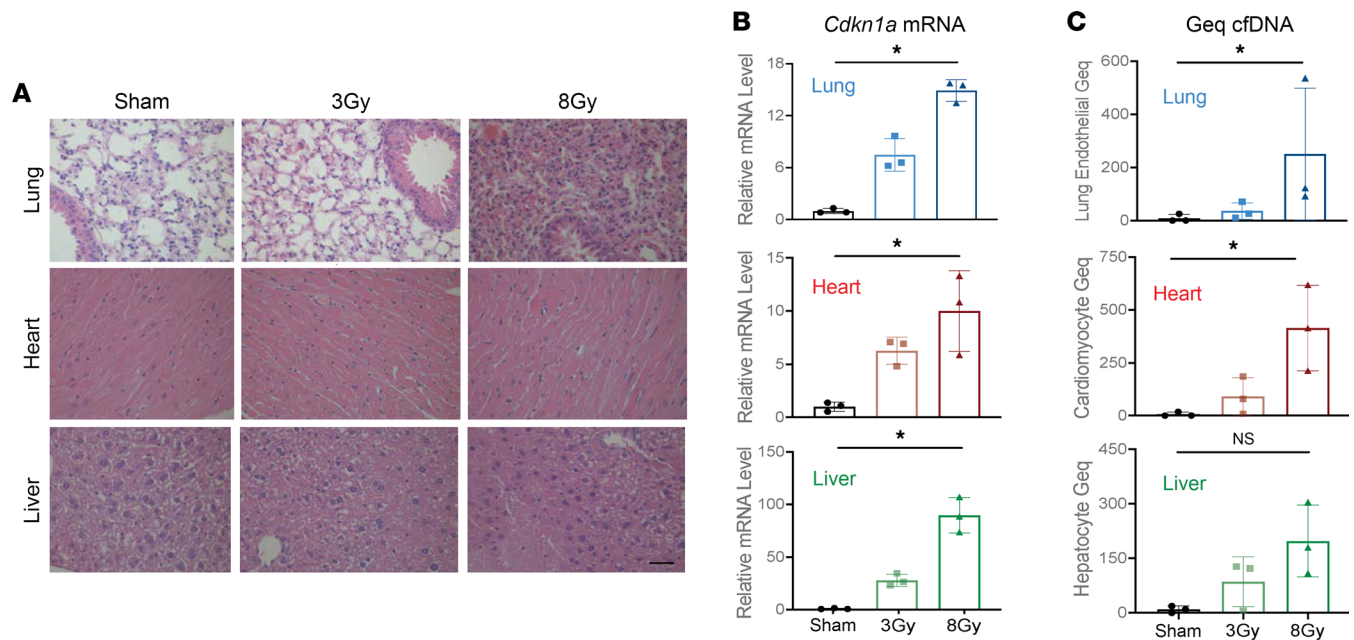 A
Sham 3Gy 8Gy
Lung
Heart
Liver
B
Cdkn1a mRNA
*
Lung
Relative mRNA Level
18
12
6
0
*
Heart
Relative mRNA Level
15
10
5
0
*
Liver
Relative mRNA Level
150
100
50
0
Sham 3Gy 8Gy
C
Geq cfDNA
*
Lung
Lung Endothelial Geq
600
400
200
0
*
Heart
Cardiomyocyte Geq
750
500
250
0
NS
Liver
Hepatocyte Geq
450
300
150
0
Sham 3Gy 8Gy